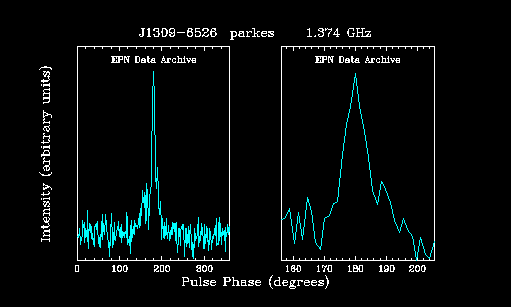 J1309-6526 parkes 1.374 GHz
EPN Data Archive EPN Data Archive
Intensity (arbitrary units)
0 100 200 300 160 170 180 190 200
Pulse Phase (degrees)